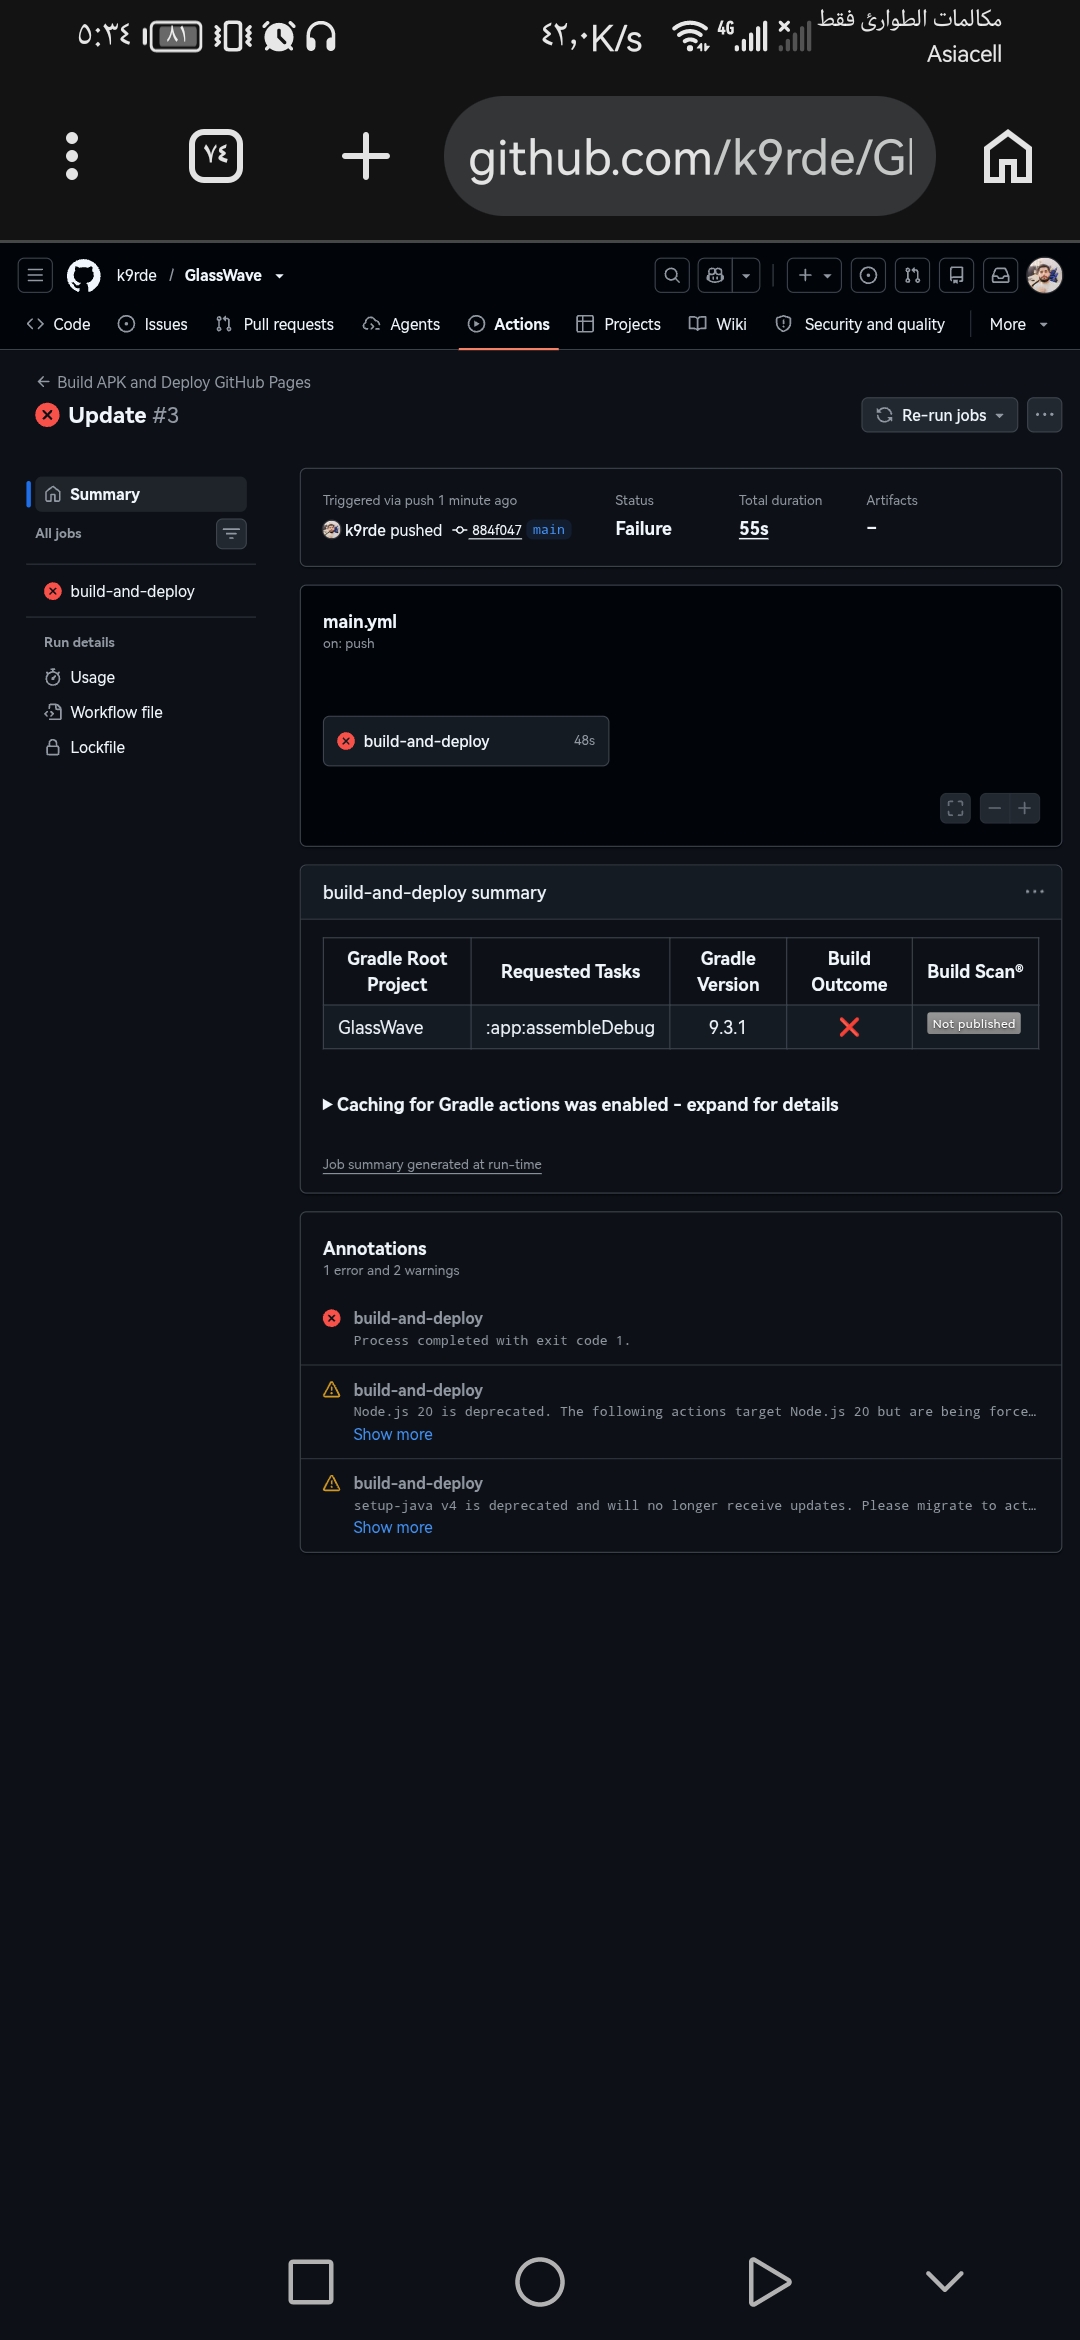 ٥:٣٤ ٨١ ٤٢,٠K/s 4G مكالمات الطوارئ فقط
Asiacell
٧٤ github.com/k9rde/Gl
k9rde / GlassWave
Code Issues Pull requests Agents Actions Projects Wiki Security and quality More
Build APK and Deploy GitHub Pages
Update #3 Re-run jobs
Summary
All jobs
build-and-deploy
Run details
Usage
Workflow file
Lockfile
Triggered via push 1 minute ago Status Total duration Artifacts
k9rde pushed 884f047 main Failure 55s –
main.yml
on: push
build-and-deploy 48s
build-and-deploy summary
Gradle Root Project Requested Tasks Gradle Version Build Outcome Build Scan®
GlassWave :app:assembleDebug 9.3.1 ❌ Not published
Caching for Gradle actions was enabled - expand for details
Job summary generated at run-time
Annotations
1 error and 2 warnings
build-and-deploy
Process completed with exit code 1.
build-and-deploy
Node.js 20 is deprecated. The following actions target Node.js 20 but are being force…
Show more
build-and-deploy
setup-java v4 is deprecated and will no longer receive updates. Please migrate to act…
Show more